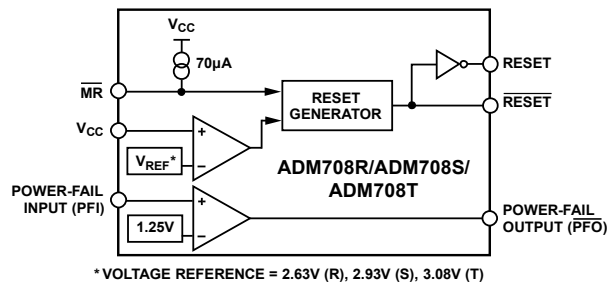 VCC
70µA
MR
RESET
GENERATOR
RESET
RESET
VCC
+
VREF*
−
ADM708R/ADM708S/
ADM708T
POWER-FAIL
INPUT (PFI)
+
1.25V
−
POWER-FAIL
OUTPUT (PFO)
* VOLTAGE REFERENCE = 2.63V (R), 2.93V (S), 3.08V (T)